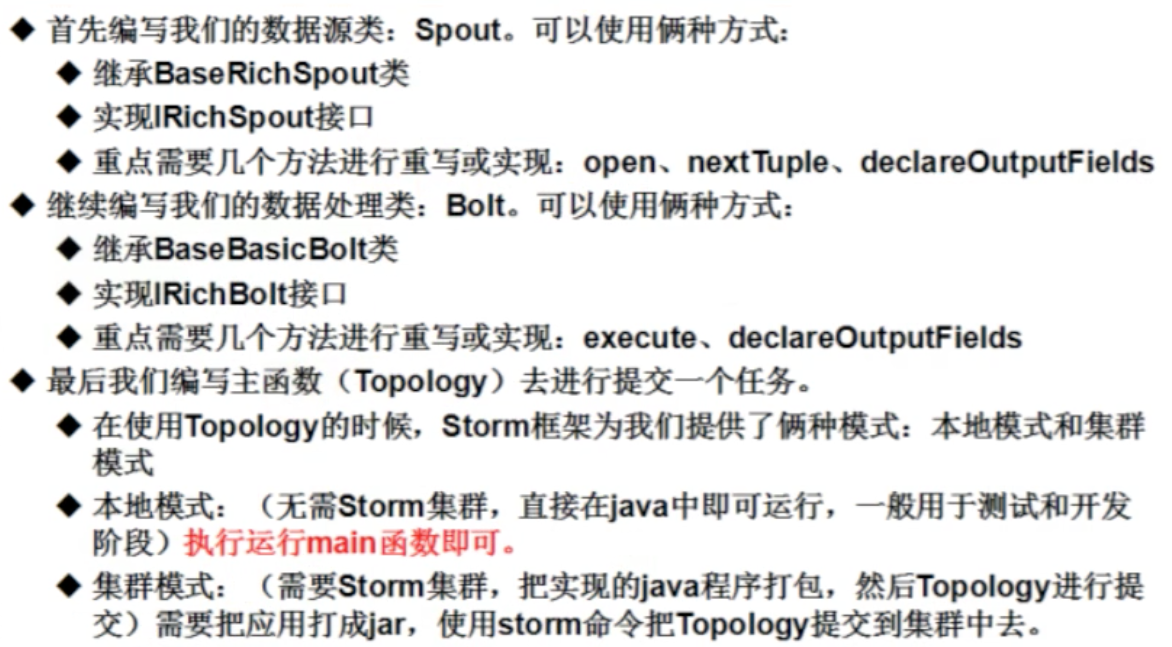 ◆ 首先编写我们的数据源类：Spout。可以使用俩种方式：
◆ 继承BaseRichSpout类
◆ 实现IRichSpout接口
◆ 重点需要几个方法进行重写或实现：open、nextTuple、declareOutputFields
◆ 继续编写我们的数据处理类：Bolt。可以使用俩种方式：
◆ 继承BaseBasicBolt类
◆ 实现IRichBolt接口
◆ 重点需要几个方法进行重写或实现：execute、declareOutputFields
◆ 最后我们编写主函数（Topology）去进行提交一个任务。
◆ 在使用Topology的时候，Storm框架为我们提供了俩种模式：本地模式和集群
模式
◆ 本地模式：（无需Storm集群，直接在java中即可运行，一般用于测试和开发
阶段）执行运行main函数即可。
◆ 集群模式：（需要Storm集群，把实现的java程序打包，然后Topology进行提
交）需要把应用打成jar，使用storm命令把Topology提交到集群中去。